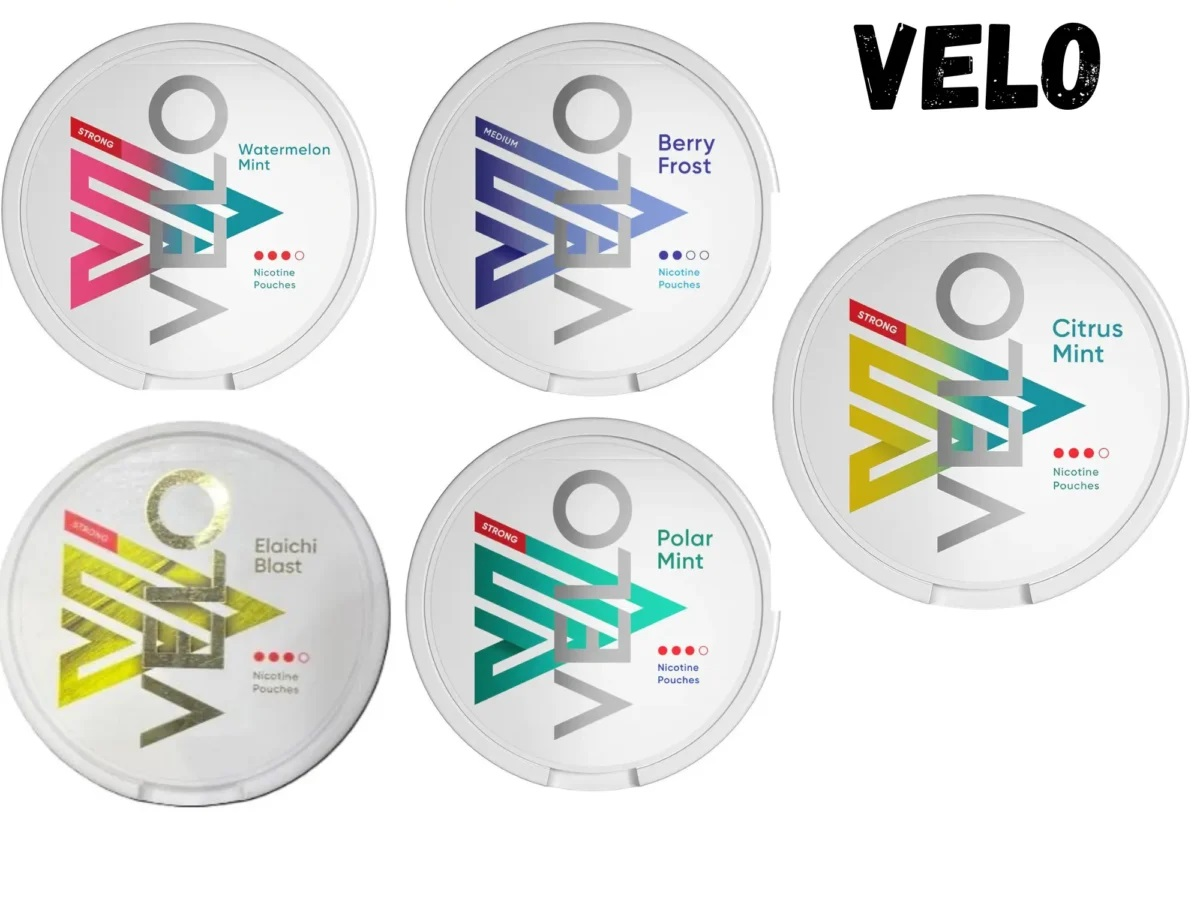 VELO
STRONG
VELO
Watermelon
Mint
Nicotine
Pouches
MEDIUM
VELO
Berry
Frost
Nicotine
Pouches
STRONG
VELO
Citrus
Mint
Nicotine
Pouches
STRONG
VELO
Elaichi
Blast
Nicotine
Pouches
STRONG
VELO
Polar
Mint
Nicotine
Pouches